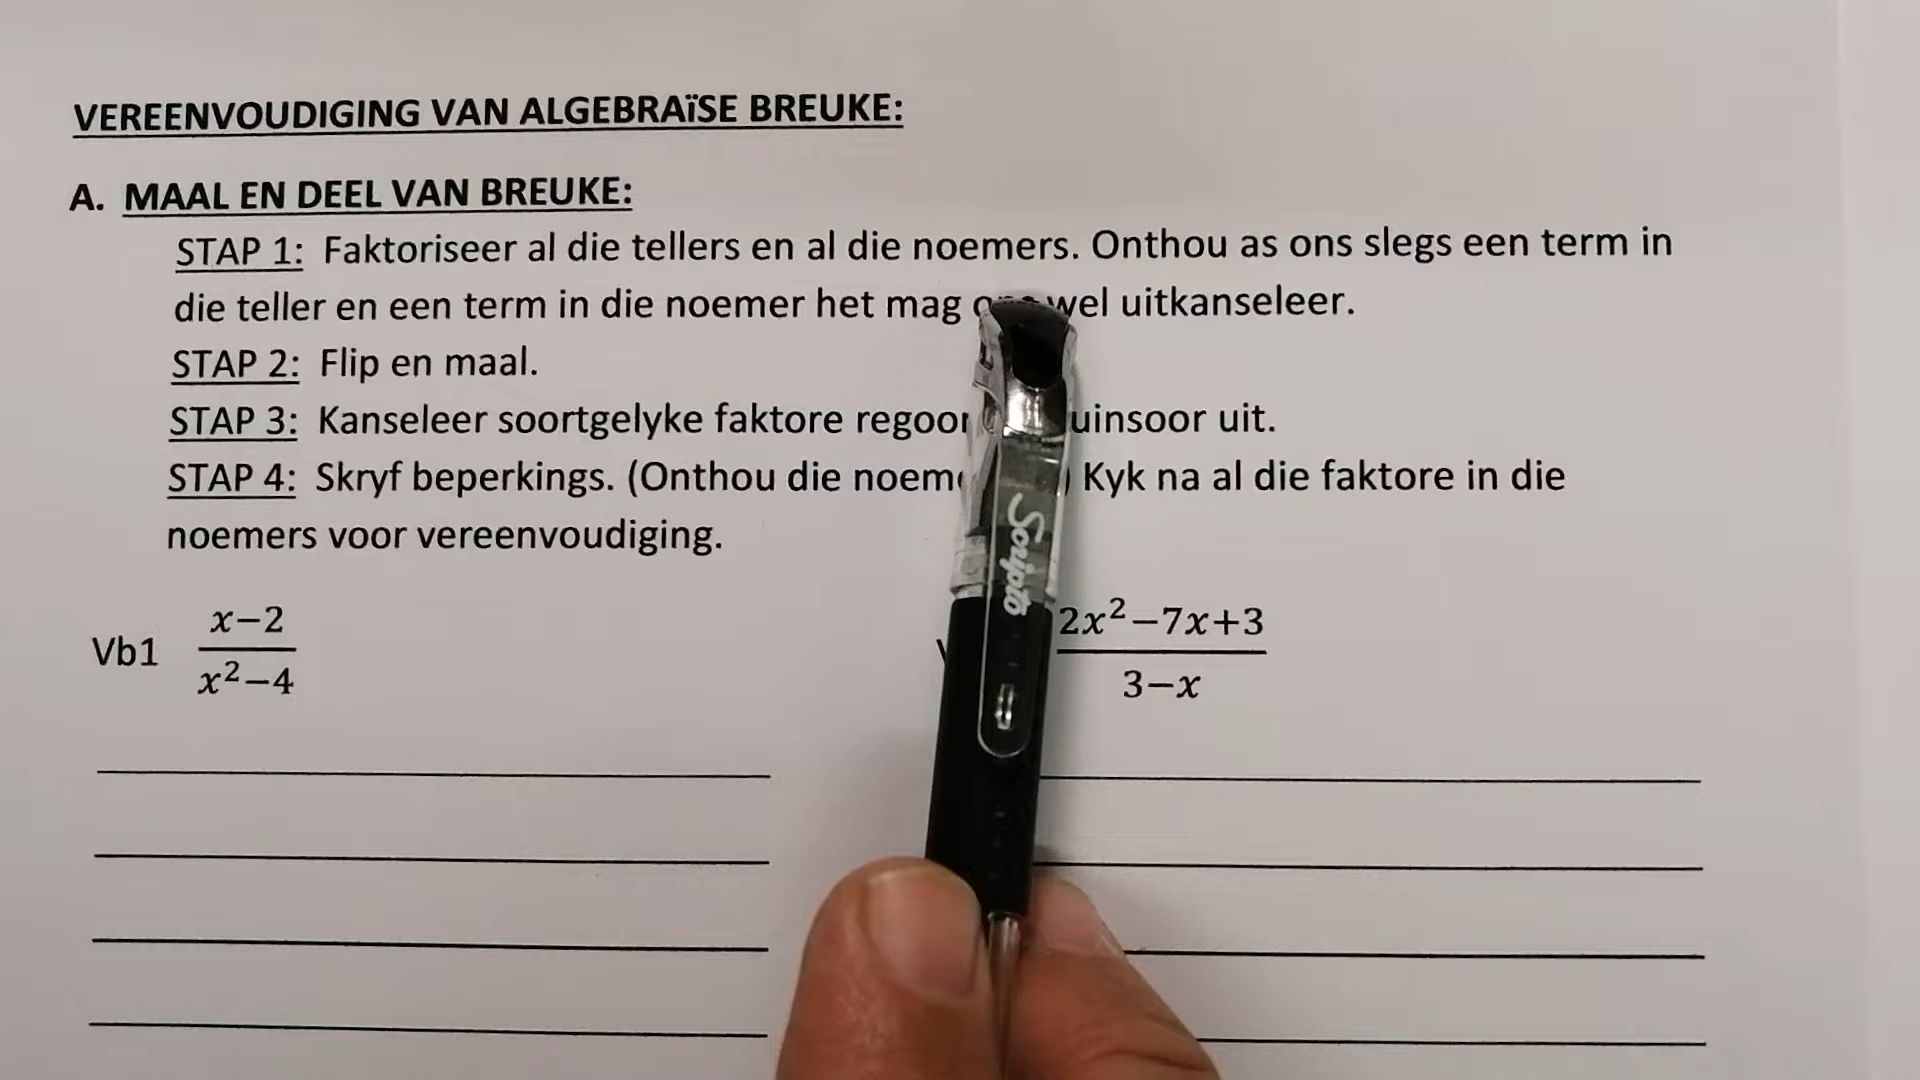 VEREENVOUDIGING VAN ALGEBRAïSE BREUKE:
A. MAAL EN DEEL VAN BREUKE:
STAP 1: Faktoriseer al die tellers en al die noemers. Onthou as ons slegs een term in
die teller en een term in die noemer het mag wel uitkanseleer.
STAP 2: Flip en maal.
STAP 3: Kanseleer soortgelyke faktore uit.
STAP 4: Skryf beperkings. (Onthou die Kyk na al die faktore in die
noemers voor vereenvoudiging.
Vb1 x−2
x²−4
2x²−7x+3
3−x
Scripto